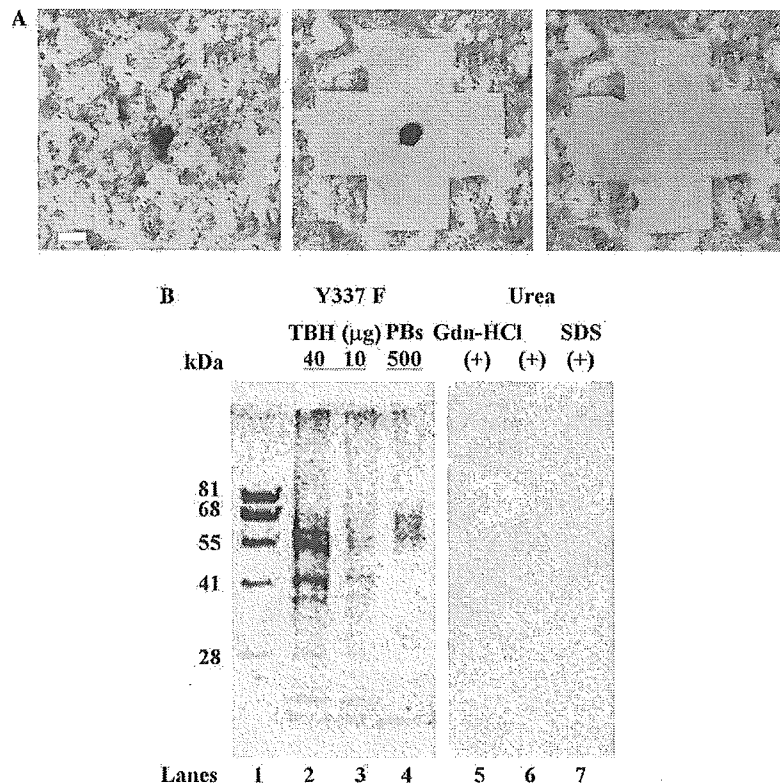 A
B Y337 F Urea
TBH (μg) PBs Gdn-HCl SDS
kDa 40 10 500 (+) (+) (+)
81
68
55
41
28
Lanes 1 2 3 4 5 6 7